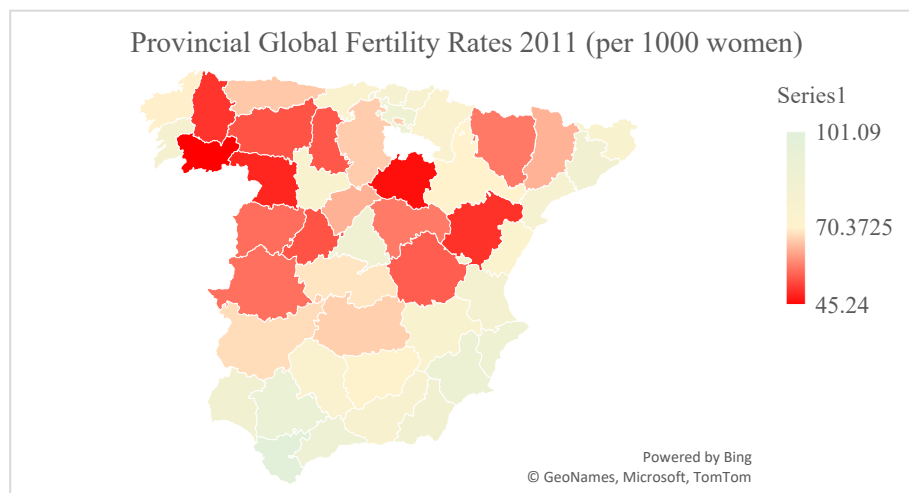 Provincial Global Fertility Rates 2011 (per 1000 women)
Series1
101.09
70.3725
45.24
Powered by Bing
© GeoNames, Microsoft, TomTom